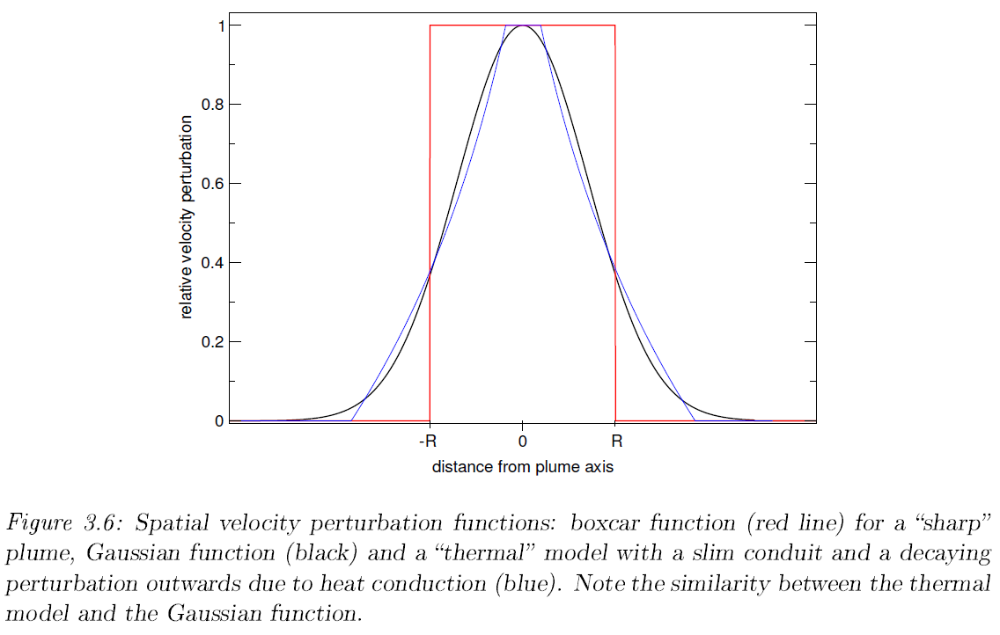 1
0.8
0.6
0.4
0.2
0
relative velocity perturbation
-R
0
R
distance from plume axis
Figure 3.6: Spatial velocity perturbation functions: boxcar function (red line) for a “sharp”
plume, Gaussian function (black) and a “thermal” model with a slim conduit and a decaying
perturbation outwards due to heat conduction (blue). Note the similarity between the thermal
model and the Gaussian function.